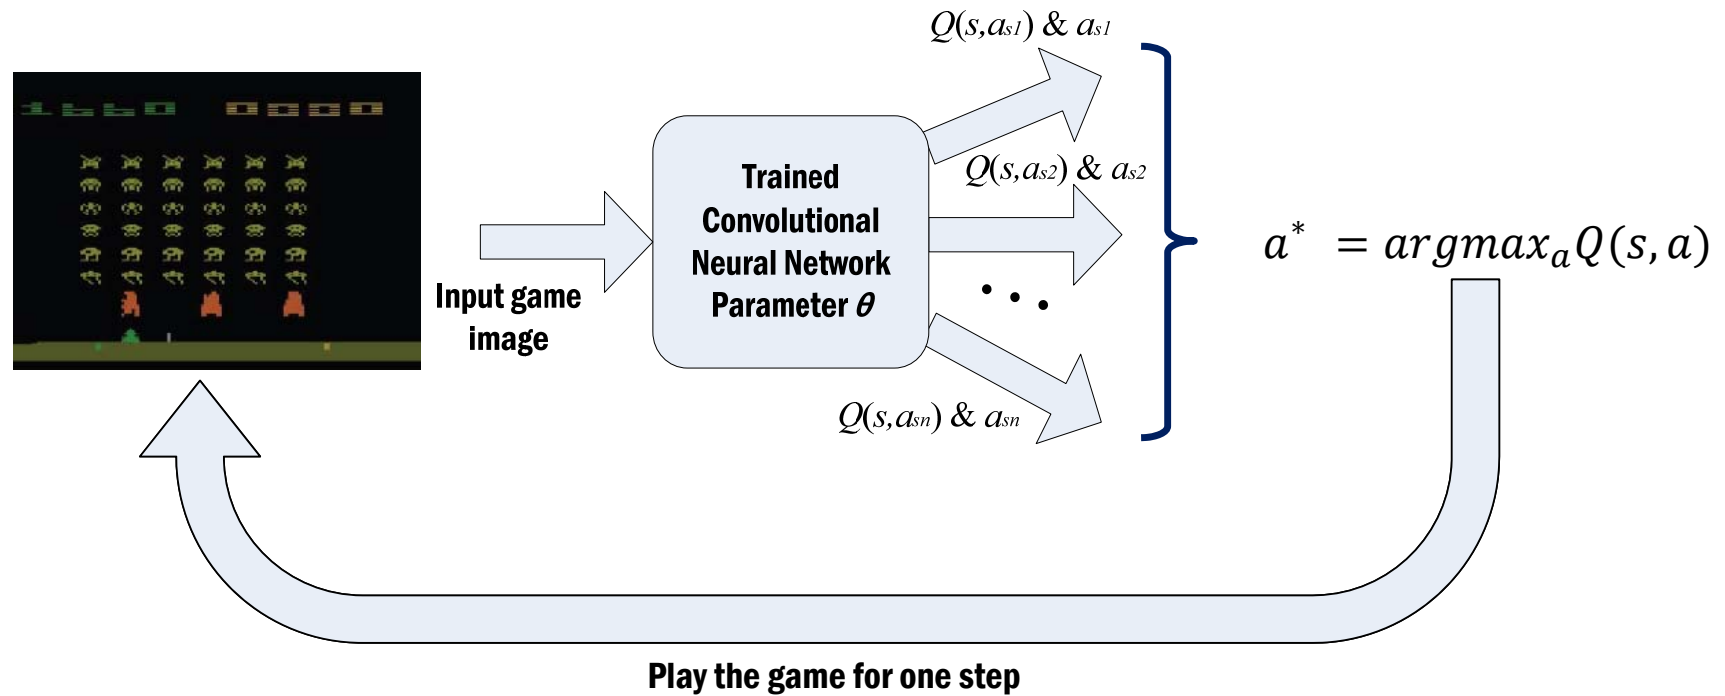 Q(s,as1) & as1
Q(s,as2) & as2
Trained
Convolutional
Neural Network
Parameter θ
Input game
image
• • •
Q(s,asn) & asn
a* = argmaxaQ(s, a)
Play the game for one step